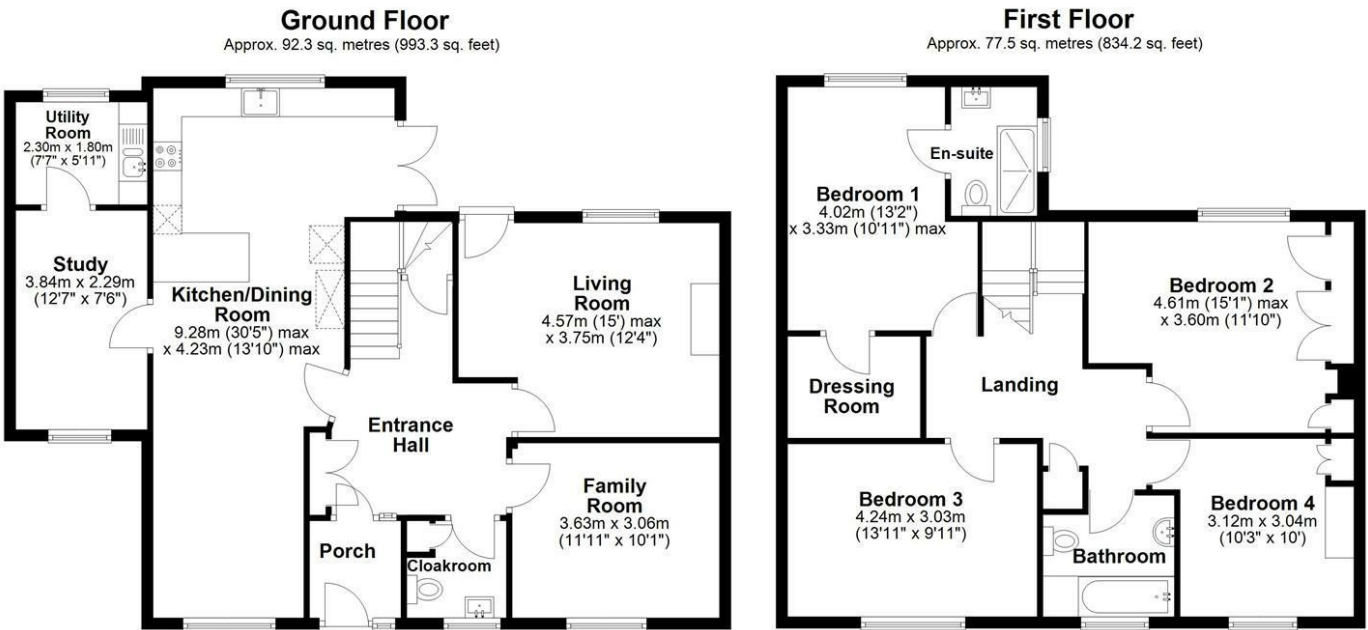 Ground Floor
Approx. 92.3 sq. metres (993.3 sq. feet)
Utility
Room
2.30m x 1.80m
(7'7" x 5'11")
Study
3.84m x 2.29m
(12'7" x 7'6")
Kitchen/Dining
Room
9.28m (30'5") max
x 4.23m (13'10") max
Living
Room
4.57m (15') max
x 3.75m (12'4")
Entrance
Hall
Family
Room
3.63m x 3.06m
(11'11" x 10'1")
Porch
Cloakroom
First Floor
Approx. 77.5 sq. metres (834.2 sq. feet)
En-suite
Bedroom 1
4.02m (13'2")
x 3.33m (10'11") max
Bedroom 2
4.61m (15'1") max
x 3.60m (11'10")
Dressing
Room
Landing
Bedroom 3
4.24m x 3.03m
(13'11" x 9'11")
Bedroom 4
3.12m x 3.04m
(10'3" x 10')
Bathroom